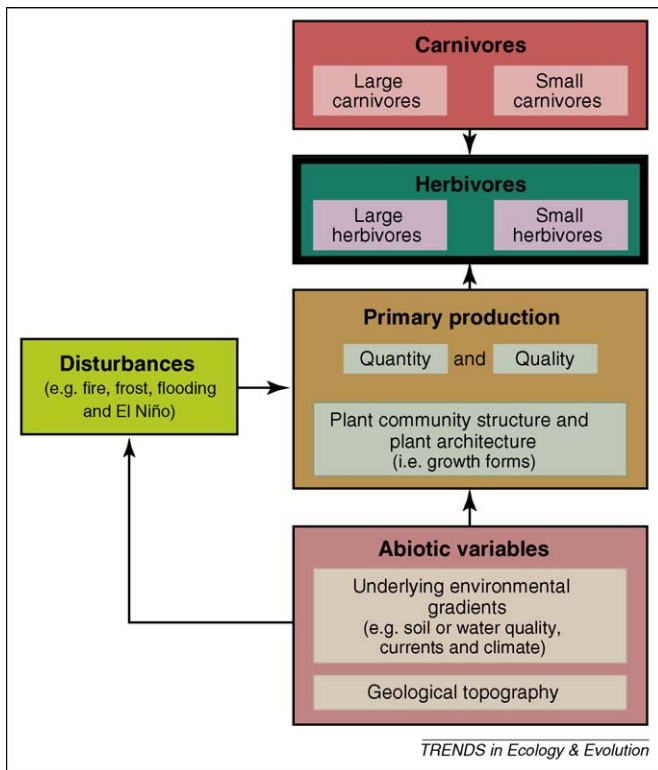 Carnivores
Large
carnivores
Small
carnivores
Herbivores
Large
herbivores
Small
herbivores
Primary production
Quantity and Quality
Plant community structure and
plant architecture
(i.e. growth forms)
Disturbances
(e.g. fire, frost, flooding
and El Niño)
Abiotic variables
Underlying environmental
gradients
(e.g. soil or water quality,
currents and climate)
Geological topography
TRENDS in Ecology & Evolution